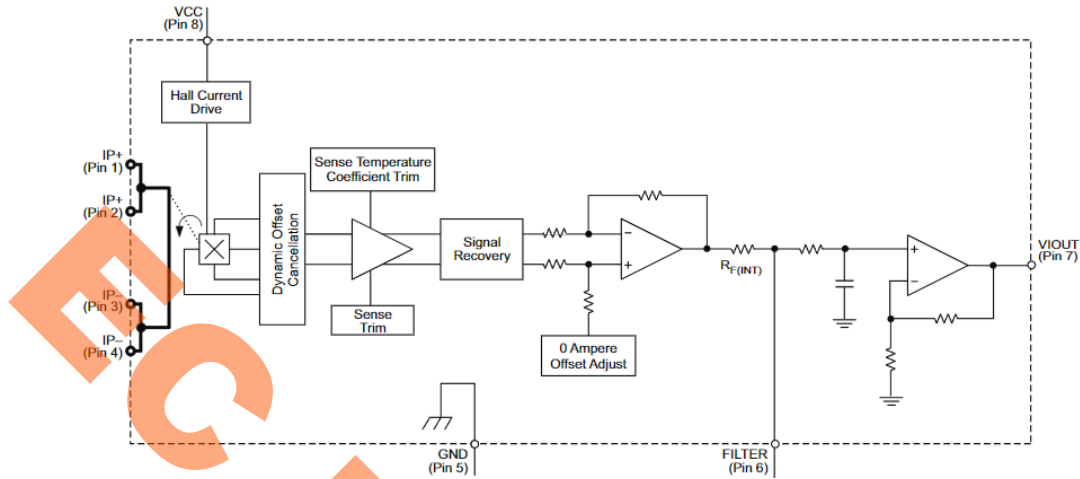 VCC
(Pin 8)
Hall Current
Drive
IP+
(Pin 1)
IP+
(Pin 2)
IP–
(Pin 3)
IP–
(Pin 4)
Dynamic Offset
Cancellation
Sense Temperature
Coefficient Trim
Sense
Trim
Signal
Recovery
0 Ampere
Offset Adjust
RF(INT)
VIOUT
(Pin 7)
GND
(Pin 5)
FILTER
(Pin 6)
EC